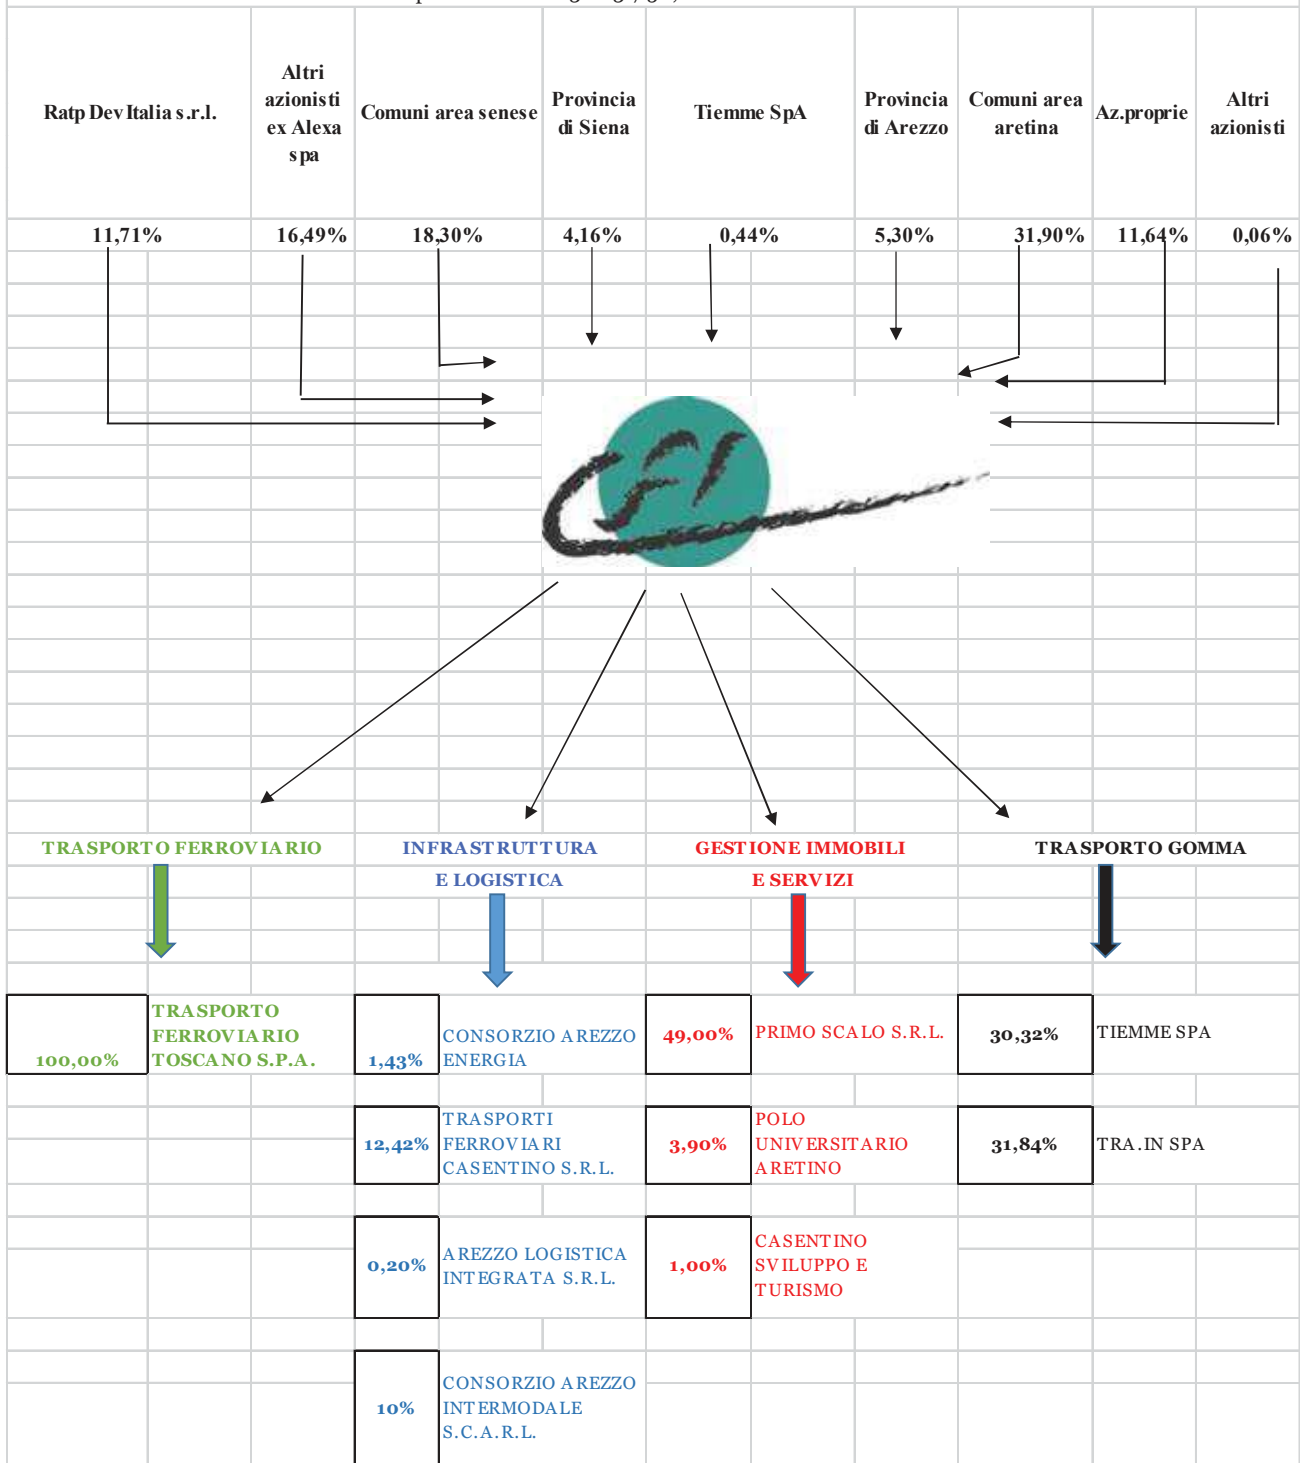 Ratp Dev Italia s.r.l.
Altri
azionisti
ex Alexa
spa
Comuni area senese
Provincia
di Siena
Tiemme SpA
Provincia
di Arezzo
Comuni area
aretina
Az.proprie
Altri
azionisti
11,71%
16,49%
18,30%
4,16%
0,44%
5,30%
31,90%
11,64%
0,06%
TRASPORTO FERROVIARIO
INFRASTRUTTURA
E LOGISTICA
GESTIONE IMMOBILI
E SERVIZI
TRASPORTO GOMMA
100,00%
TRASPORTO
FERROVIARIO
TOSCANO S.P.A.
1,43%
CONSORZIO AREZZO
ENERGIA
49,00%
PRIMO SCALO S.R.L.
30,32%
TIEMME SPA
12,42%
TRASPORTI
FERROVIARI
CASENTINO S.R.L.
3,90%
POLO
UNIVERSITARIO
ARETINO
31,84%
TRA.IN SPA
0,20%
AREZZO LOGISTICA
INTEGRATA S.R.L.
1,00%
CASENTINO
SVILUPPO E
TURISMO
10%
CONSORZIO AREZZO
INTERMODALE
S.C.A.R.L.